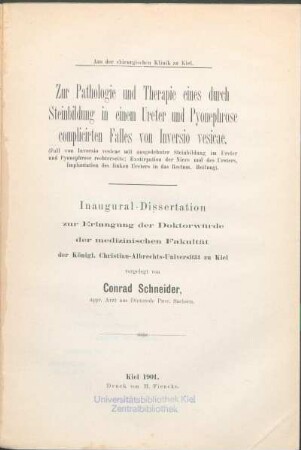 Aus der chirurgischen Klinik zu Kiel.
Zur Pathologie und Therapie eines durch
Steinbildung in einem Ureter und Pyonephrose
complicirten Falles von Inversio vesicae.
(Fall von Inversio vesicae mit ausgedehnter Steinbildung im Ureter
und Pyonephrose rechterseits; Exstirpation der Niere und des Ureters,
Implantation des linken Ureters in das Rectum. Heilung).
Inaugural-Dissertation
zur Erlangung der Doktorwürde
der medizinischen Fakultät
der Königl. Christian-Albrechts-Universität zu Kiel
vorgelegt von
Conrad Schneider,
appr. Arzt aus Prov. Sachsen.
Kiel 1901.
Druck von H. Fiencke.
Universitätsbibliothek Kiel
Zentralbibliothek